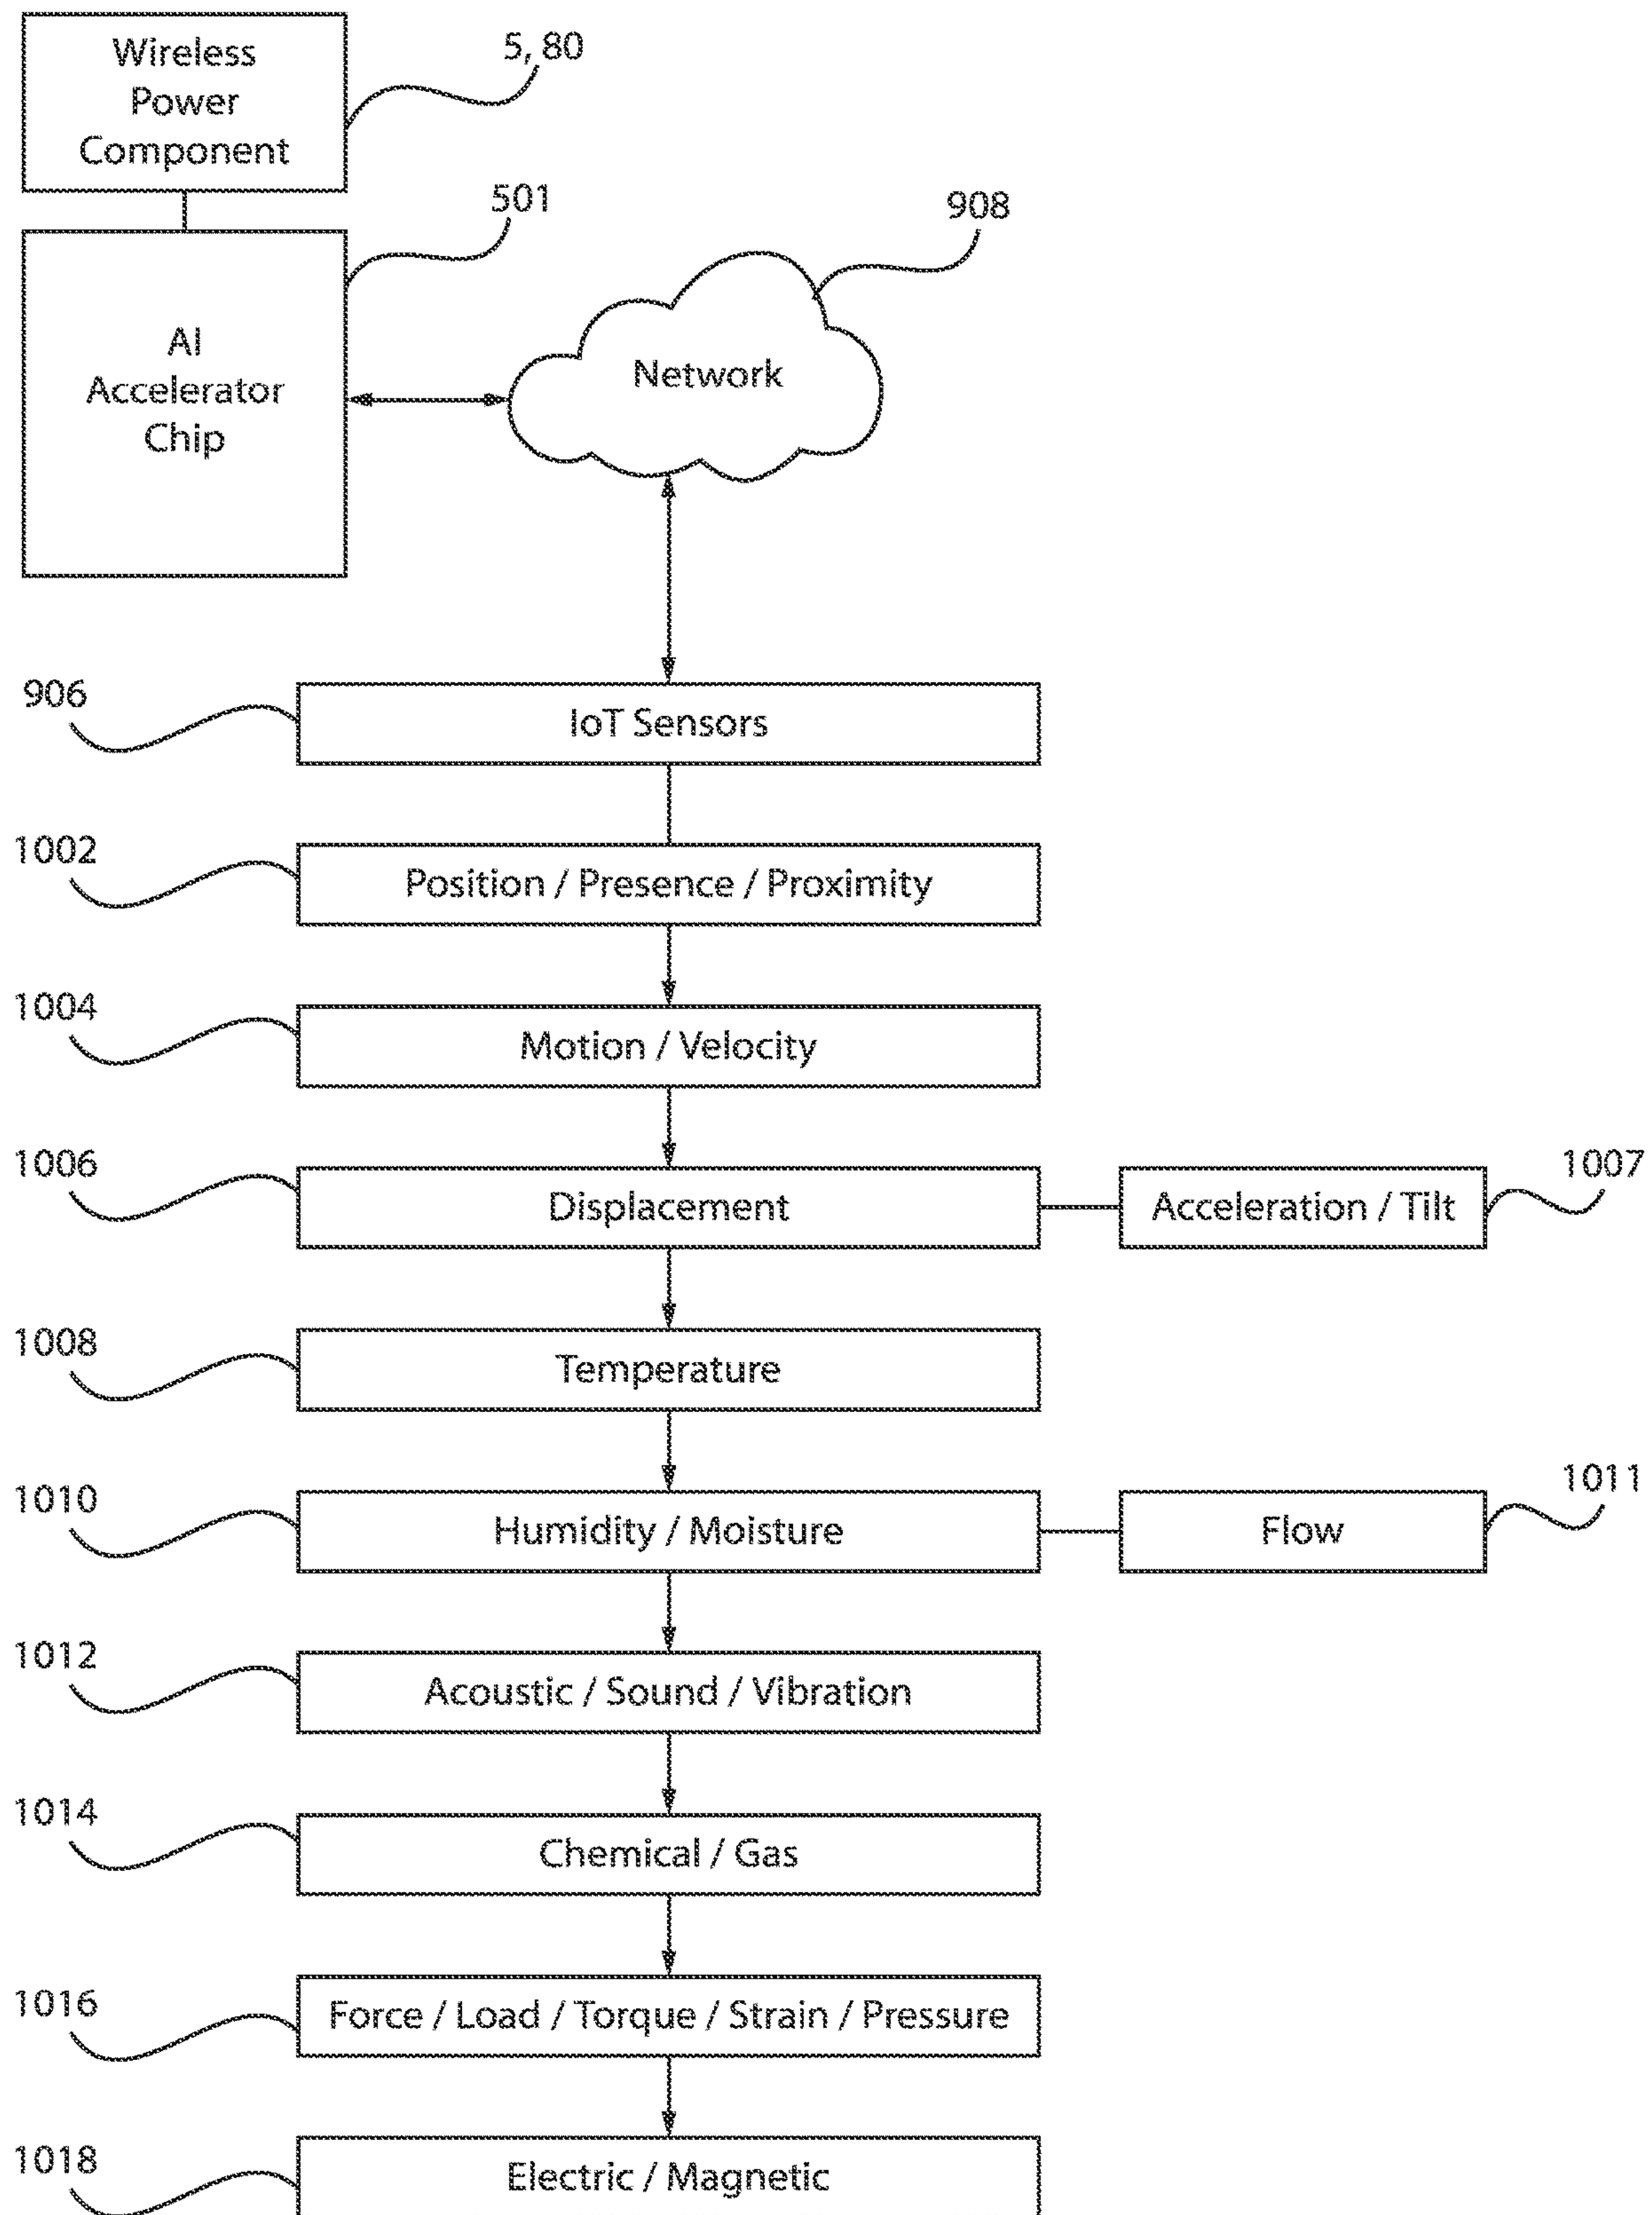 Wireless
Power
Component
5, 80
501
908
AI
Accelerator
Chip
Network
906
IoT Sensors
1002
Position / Presence / Proximity
1004
Motion / Velocity
1006
Displacement
Acceleration / Tilt
1007
1008
Temperature
1010
Humidity / Moisture
Flow
1011
1012
Acoustic / Sound / Vibration
1014
Chemical / Gas
1016
Force / Load / Torque / Strain / Pressure
1018
Electric / Magnetic